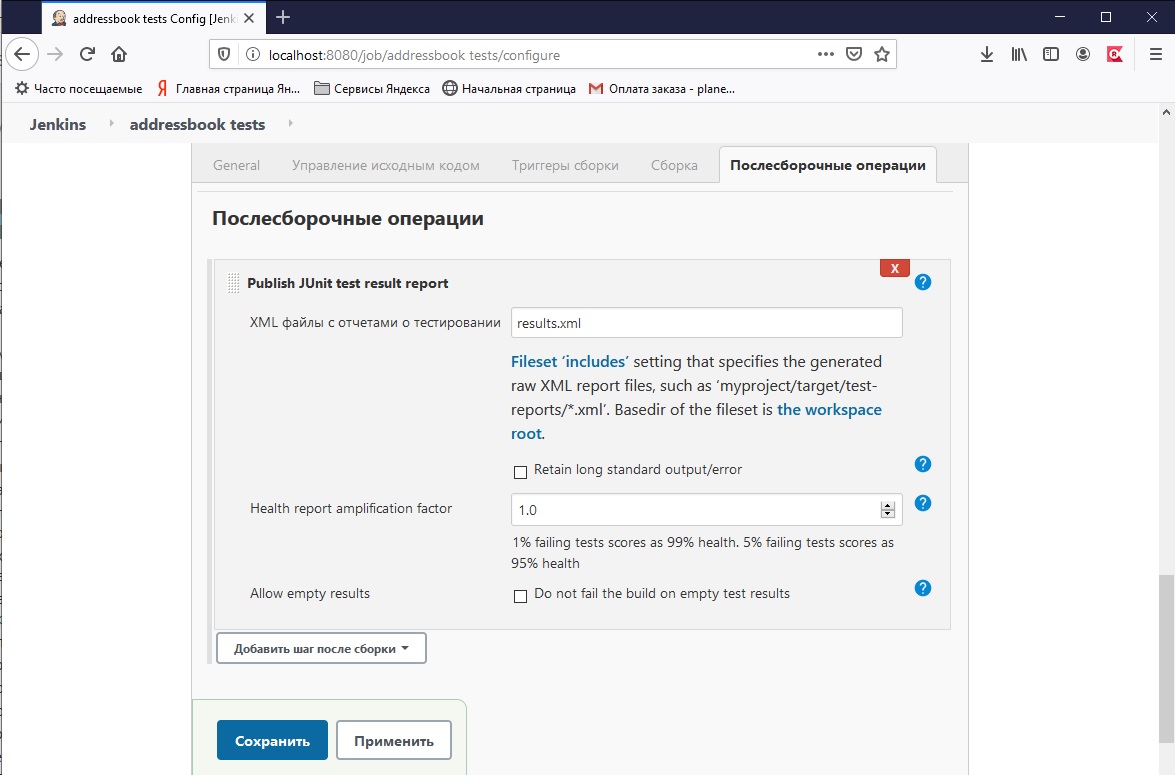 addressbook tests Config [Jenk
localhost:8080/job/addressbook tests/configure
Часто посещаемые
Главная страница Ян...
Сервисы Яндекса
Начальная страница
Оплата заказа - plane...
Jenkins
addressbook tests
General
Управление исходным кодом
Триггеры сборки
Сборка
Послесборочные операции
Послесборочные операции
X
Publish JUnit test result report
XML файлы с отчетами о тестировании
results.xml
Fileset ‘includes’ setting that specifies the generated
raw XML report files, such as ‘myproject/target/test-
reports/*.xml’. Basedir of the fileset is the workspace
root.
Retain long standard output/error
Health report amplification factor
1.0
1% failing tests scores as 99% health. 5% failing tests scores as
95% health
Allow empty results
Do not fail the build on empty test results
Добавить шаг после сборки
Сохранить
Применить